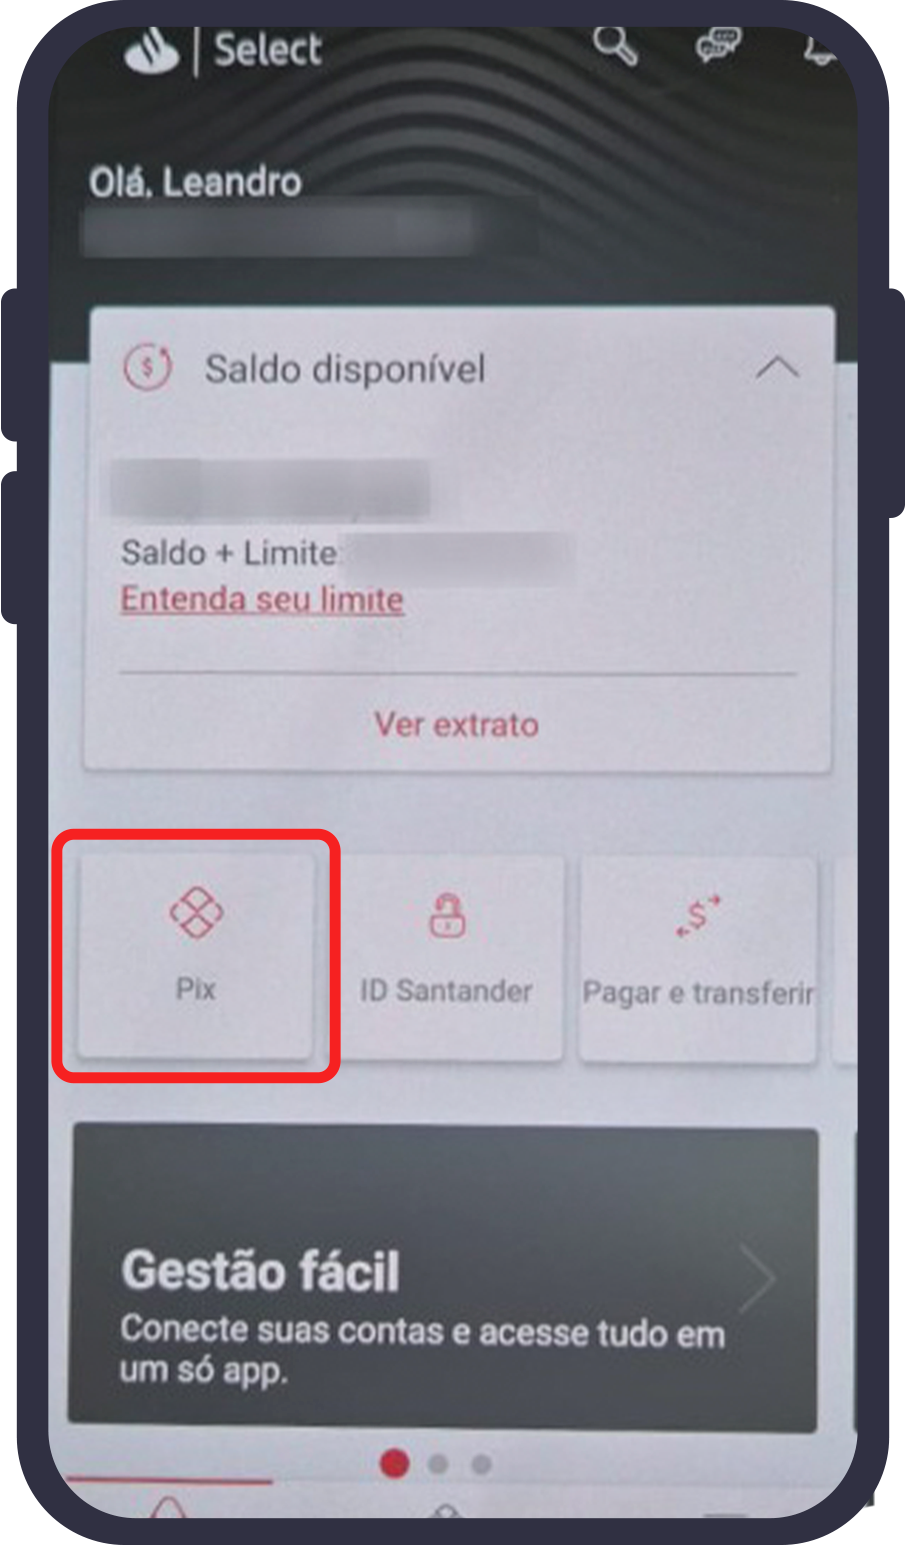 Select
Olá, Leandro
Saldo disponível
Saldo + Limite:
Entenda seu limite
Ver extrato
Pix
ID Santander
Pagar e transferir
Gestão fácil
Conecte suas contas e acesse tudo em
um só app.